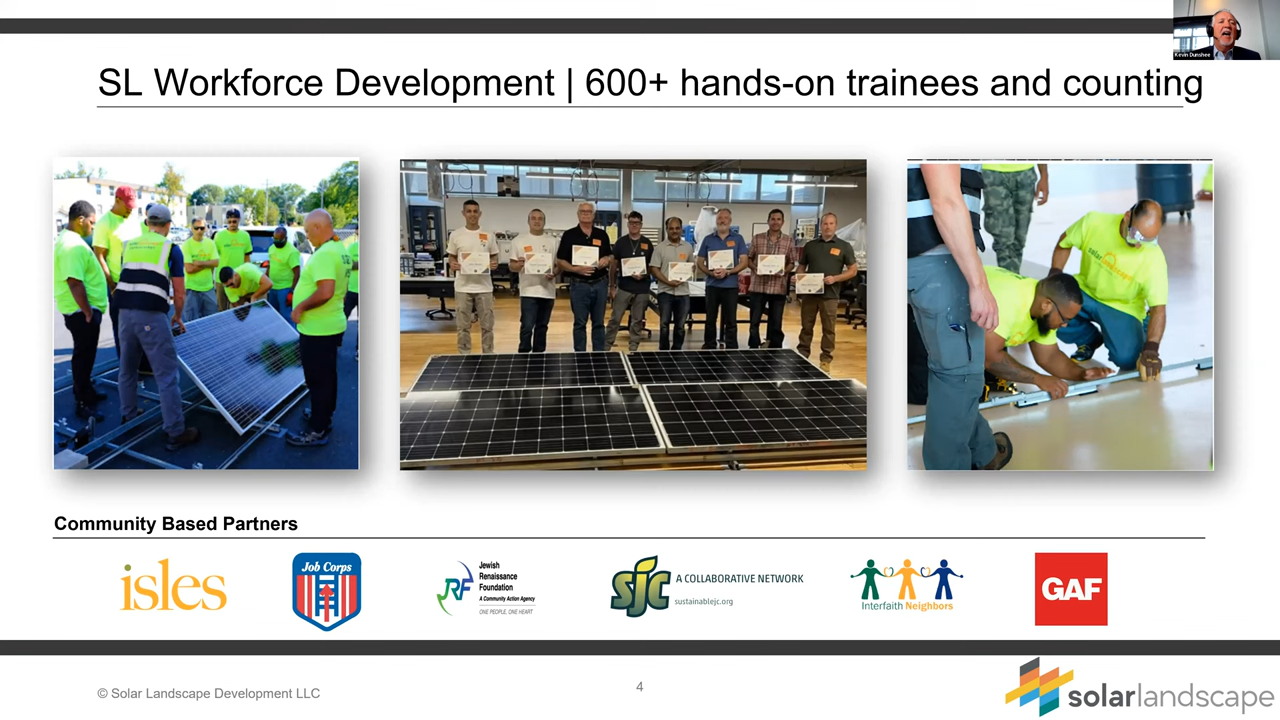 Kevin Dunshee
SL Workforce Development | 600+ hands-on trainees and counting
Community Based Partners
isles
Job Corps
JRF
Jewish
Renaissance
Foundation
A Community Action Agency
ONE PEOPLE, ONE HEART
sjc
A COLLABORATIVE NETWORK
sustainablejc.org
Interfaith Neighbors
GAF
© Solar Landscape Development LLC
4
solarlandscape